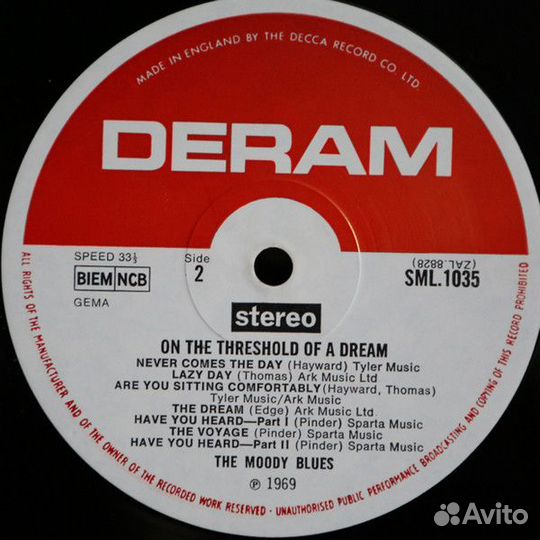 MADE IN ENGLAND BY THE DECCA RECORD CO. LTD.
DERAM
SPEED 33⅓
BIEM NCB
GEMA
Side
2
(ZAL.8828)
SML.1035
stereo
ON THE THRESHOLD OF A DREAM
NEVER COMES THE DAY (Hayward) Tyler Music
LAZY DAY (Thomas) Ark Music Ltd
ARE YOU SITTING COMFORTABLY (Hayward, Thomas)
Tyler Music/Ark Music
THE DREAM (Edge) Ark Music Ltd
HAVE YOU HEARD—Part I (Pinder) Sparta Music
THE VOYAGE (Pinder) Sparta Music
HAVE YOU HEARD—Part II (Pinder) Sparta Music
THE MOODY BLUES
℗ 1969
ALL RIGHTS OF THE MANUFACTURER AND OF THE OWNER OF THE RECORDED WORK RESERVED - UNAUTHORISED PUBLIC PERFORMANCE BROADCASTING AND COPYING OF THIS RECORD PROHIBITED
Avito